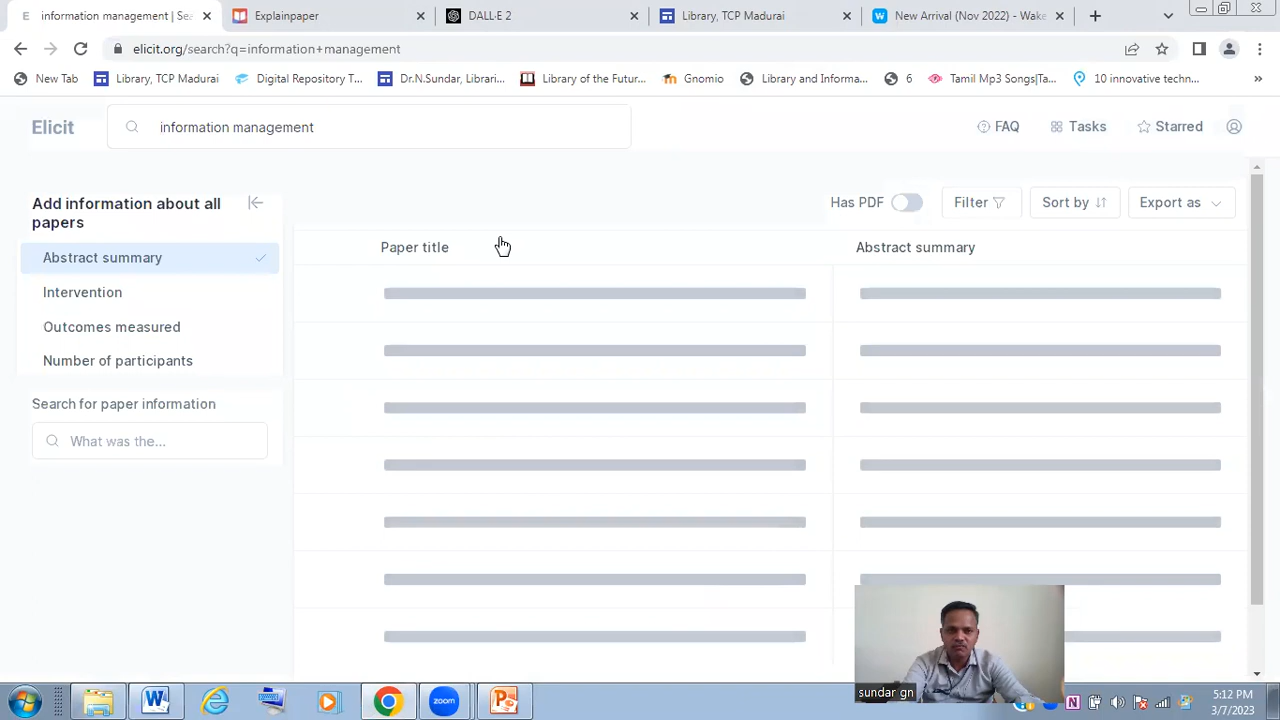 information management | Sea
Explainpaper
DALL·E 2
Library, TCP Madurai
New Arrival (Nov 2022) - Wake
elicit.org/search?q=information+management
New Tab
Library, TCP Madurai
Digital Repository T...
Dr.N.Sundar, Librari...
Library of the Futur...
Gnomio
Library and Informa...
6
Tamil Mp3 Songs|Ta...
10 innovative techn...
»
Elicit
information management
FAQ
Tasks
Starred
Add information about all
papers
Has PDF
Filter
Sort by
Export as
Abstract summary
Paper title
Abstract summary
Intervention
Outcomes measured
Number of participants
Search for paper information
What was the...
sundar gn
zoom
5:12 PM
3/7/2023